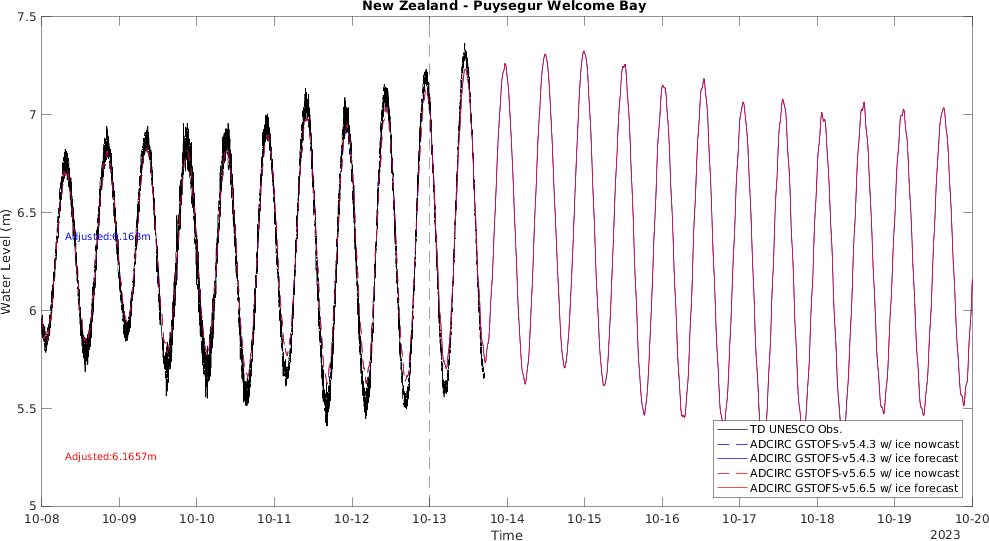 New Zealand - Puysegur Welcome Bay
7.5
7
6.5
6
5.5
5
Water Level (m)
Adjusted:6.163m
Adjusted:6.1657m
TD UNESCO Obs.
ADCIRC GSTOFS-v5.4.3 w/ ice nowcast
ADCIRC GSTOFS-v5.4.3 w/ ice forecast
ADCIRC GSTOFS-v5.6.5 w/ ice nowcast
ADCIRC GSTOFS-v5.6.5 w/ ice forecast
10-08 10-09 10-10 10-11 10-12 10-13 10-14 10-15 10-16 10-17 10-18 10-19 10-20
Time
2023